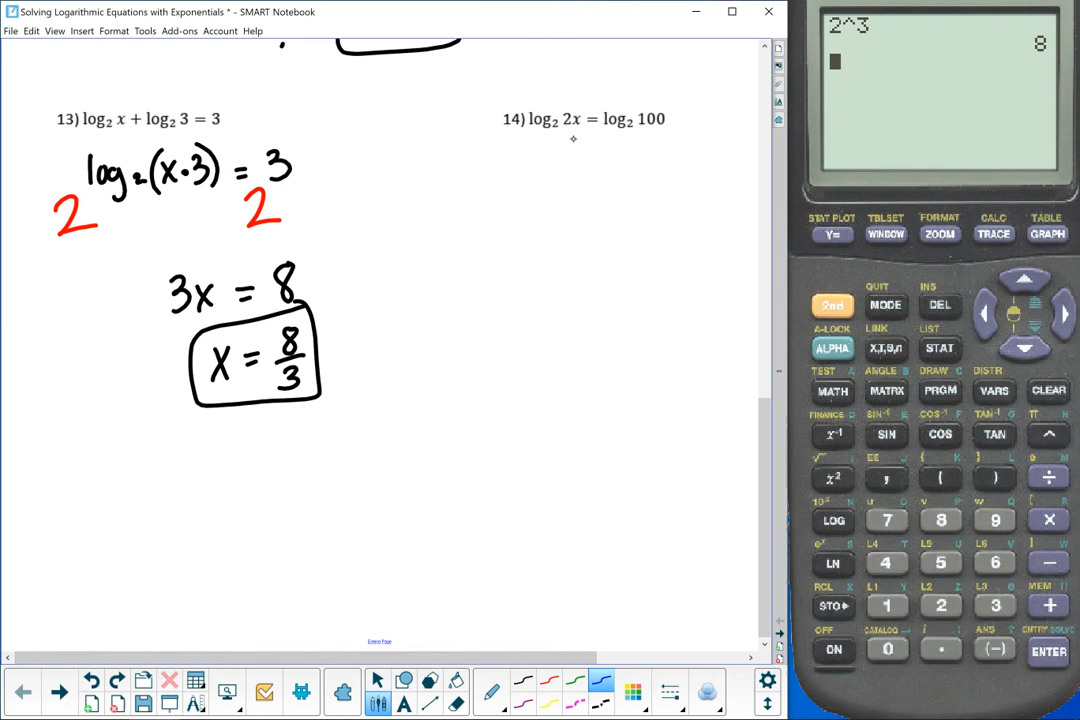 Solving Logarithmic Equations with Exponentials * - SMART Notebook
File Edit View Insert Format Tools Add-ons Account Help
13) log₂ x + log₂ 3 = 3
14) log₂ 2x = log₂ 100
log₂(x·3) = 3
2 2
3x = 8
x = 8/3
Extend Page
2^3
8
STAT PLOT TBLSET FORMAT CALC TABLE
Y= WINDOW ZOOM TRACE GRAPH
QUIT INS
2nd MODE DEL
A-LOCK LINK LIST
ALPHA X,T,θ,n STAT
TEST A ANGLE B DRAW C DISTR
MATH MATRX PRGM VARS CLEAR
FINANCE D SIN⁻¹ E COS⁻¹ F TAN⁻¹ G π H
x⁻¹ SIN COS TAN ^
√ I EE J { K } L e M
x² , ( ) ÷
10ˣ N u O v P w Q [ R
LOG 7 8 9 ×
eˣ S L4 T L5 U L6 V ] W
LN 4 5 6 −
RCL X L1 Y L2 Z L3 θ MEM "
STO▸ 1 2 3 +
OFF CATALOG i : ANS ? ENTRY SOLVE
ON 0 . (−) ENTER